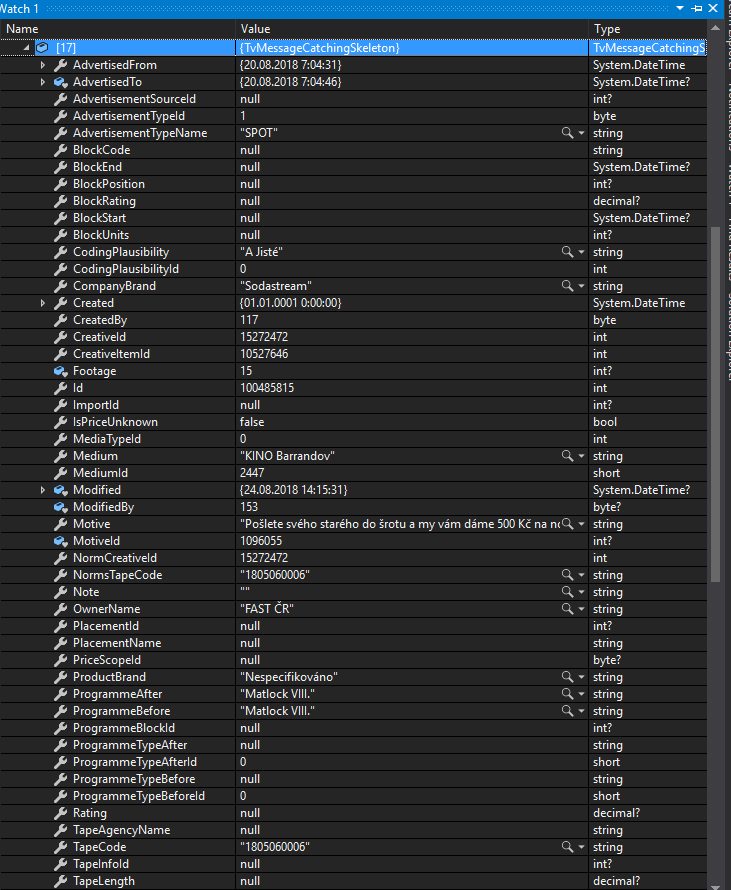 Watch 1
Name Value Type
[17] {TvMessageCatchingSkeleton} TvMessageCatchingS
AdvertisedFrom {20.08.2018 7:04:31} System.DateTime
AdvertisedTo {20.08.2018 7:04:46} System.DateTime?
AdvertisementSourceId null int?
AdvertisementTypeId 1 byte
AdvertisementTypeName "SPOT" string
BlockCode null string
BlockEnd null System.DateTime?
BlockPosition null int?
BlockRating null decimal?
BlockStart null System.DateTime?
BlockUnits null int?
CodingPlausibility "A Jisté" string
CodingPlausibilityId 0 int
CompanyBrand "Sodastream" string
Created {01.01.0001 0:00:00} System.DateTime
CreatedBy 117 byte
CreativeId 15272472 int
CreativeItemId 10527646 int
Footage 15 int?
Id 100485815 int
ImportId null int?
IsPriceUnknown false bool
MediaTypeId 0 int
Medium "KINO Barrandov" string
MediumId 2447 short
Modified {24.08.2018 14:15:31} System.DateTime?
ModifiedBy 153 byte?
Motive "Pošlete svého starého do šrotu a my vám dáme 500 Kč na no string
MotiveId 1096055 int?
NormCreativeId 15272472 int
NormsTapeCode "1805060006" string
Note "" string
OwnerName "FAST ČR" string
PlacementId null int?
PlacementName null string
PriceScopeId null byte?
ProductBrand "Nespecifikováno" string
ProgrammeAfter "Matlock VIII." string
ProgrammeBefore "Matlock VIII." string
ProgrammeBlockId null int?
ProgrammeTypeAfter null string
ProgrammeTypeAfterId 0 short
ProgrammeTypeBefore null string
ProgrammeTypeBeforeId 0 short
Rating null decimal?
TapeAgencyName null string
TapeCode "1805060006" string
TapeInfoId null int?
TapeLength null decimal?